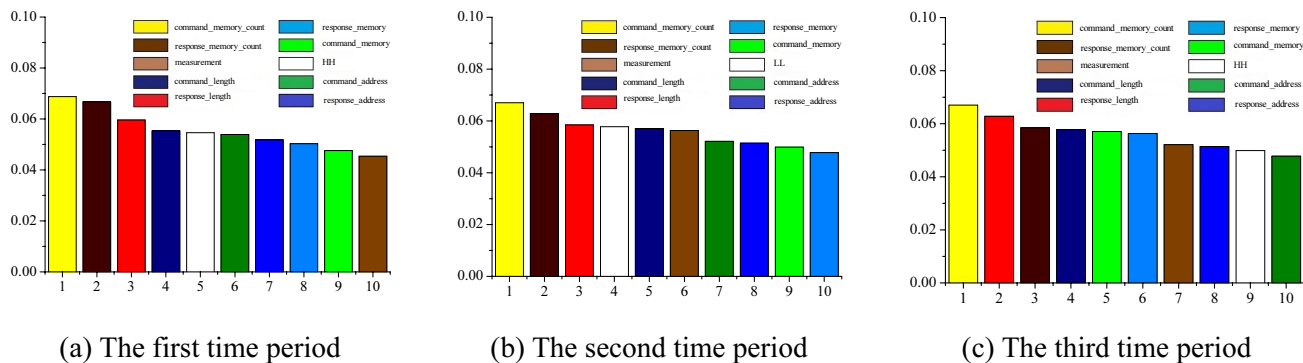 0.10
0.08
0.06
0.04
0.02
0.00
command_memory_count
response_memory_count
measurement
command_length
response_length
response_memory
command_memory
HH
command_address
response_address
1 2 3 4 5 6 7 8 9 10
(a) The first time period
0.10
0.08
0.06
0.04
0.02
0.00
command_memory_count
response_memory_count
measurement
command_length
response_length
response_memory
command_memory
LL
command_address
response_address
1 2 3 4 5 6 7 8 9 10
(b) The second time period
0.10
0.08
0.06
0.04
0.02
0.00
command_memory_count
response_memory_count
measurement
command_length
response_length
response_memory
command_memory
HH
command_address
response_address
1 2 3 4 5 6 7 8 9 10
(c) The third time period